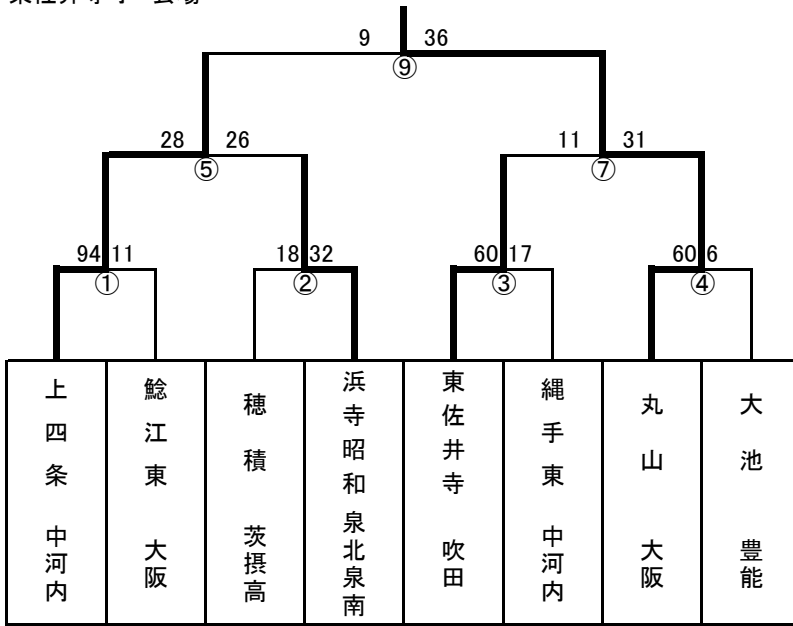 9 36
⑨
28 26
⑤
11 31
⑦
94 11
①
18 32
②
60 17
③
60 6
④
上四条 中河内
鯰江東 大阪
穂積 茨摂高
浜寺昭和 泉北泉南
東佐井寺 吹田
縄手東 中河内
丸山 大阪
大池 豊能